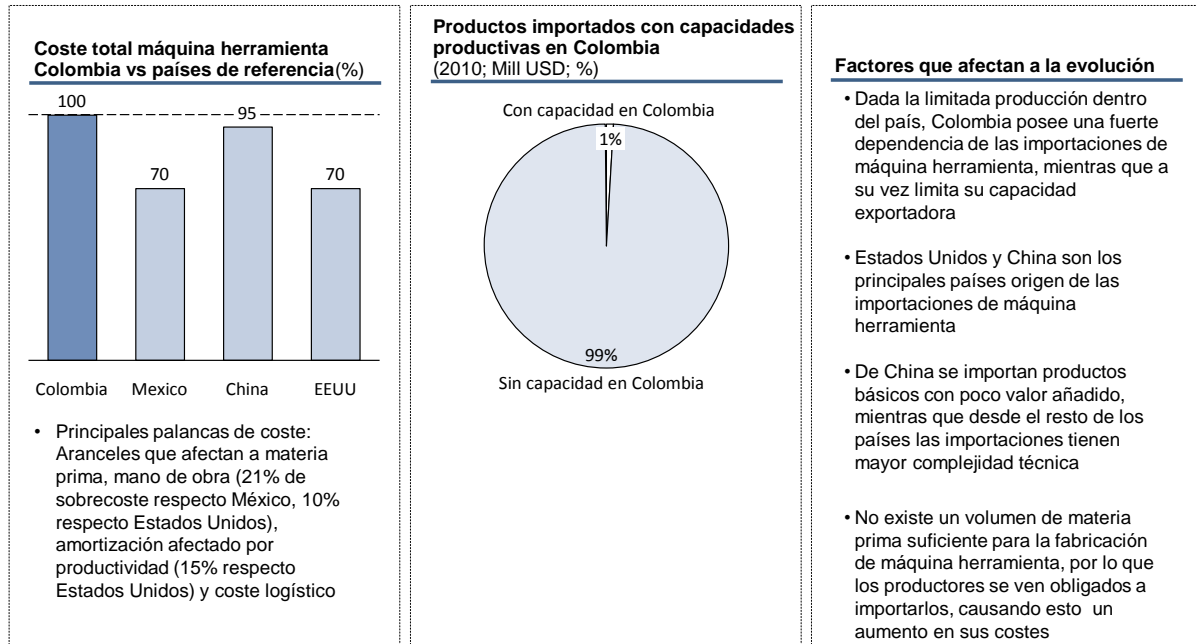 Coste total máquina herramienta
Colombia vs países de referencia(%)
100
70
95
70
Colombia
Mexico
China
EEUU
• Principales palancas de coste:
Aranceles que afectan a materia
prima, mano de obra (21% de
sobrecoste respecto México, 10%
respecto Estados Unidos),
amortización afectado por
productividad (15% respecto
Estados Unidos) y coste logístico
Productos importados con capacidades
productivas en Colombia
(2010; Mill USD; %)
Con capacidad en Colombia
1%
99%
Sin capacidad en Colombia
Factores que afectan a la evolución
• Dada la limitada producción dentro
del país, Colombia posee una fuerte
dependencia de las importaciones de
máquina herramienta, mientras que a
su vez limita su capacidad
exportadora
• Estados Unidos y China son los
principales países origen de las
importaciones de máquina
herramienta
• De China se importan productos
básicos con poco valor añadido,
mientras que desde el resto de los
países las importaciones tienen
mayor complejidad técnica
• No existe un volumen de materia
prima suficiente para la fabricación
de máquina herramienta, por lo que
los productores se ven obligados a
importarlos, causando esto un
aumento en sus costes